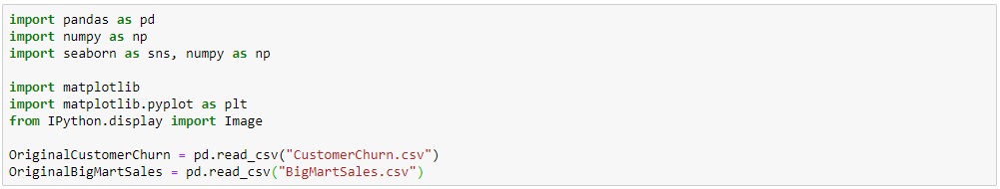 import pandas as pd
import numpy as np
import seaborn as sns, numpy as np
import matplotlib
import matplotlib.pyplot as plt
from IPython.display import Image
OriginalCustomerChurn = pd.read_csv("CustomerChurn.csv")
OriginalBigMartSales = pd.read_csv("BigMartSales.csv")